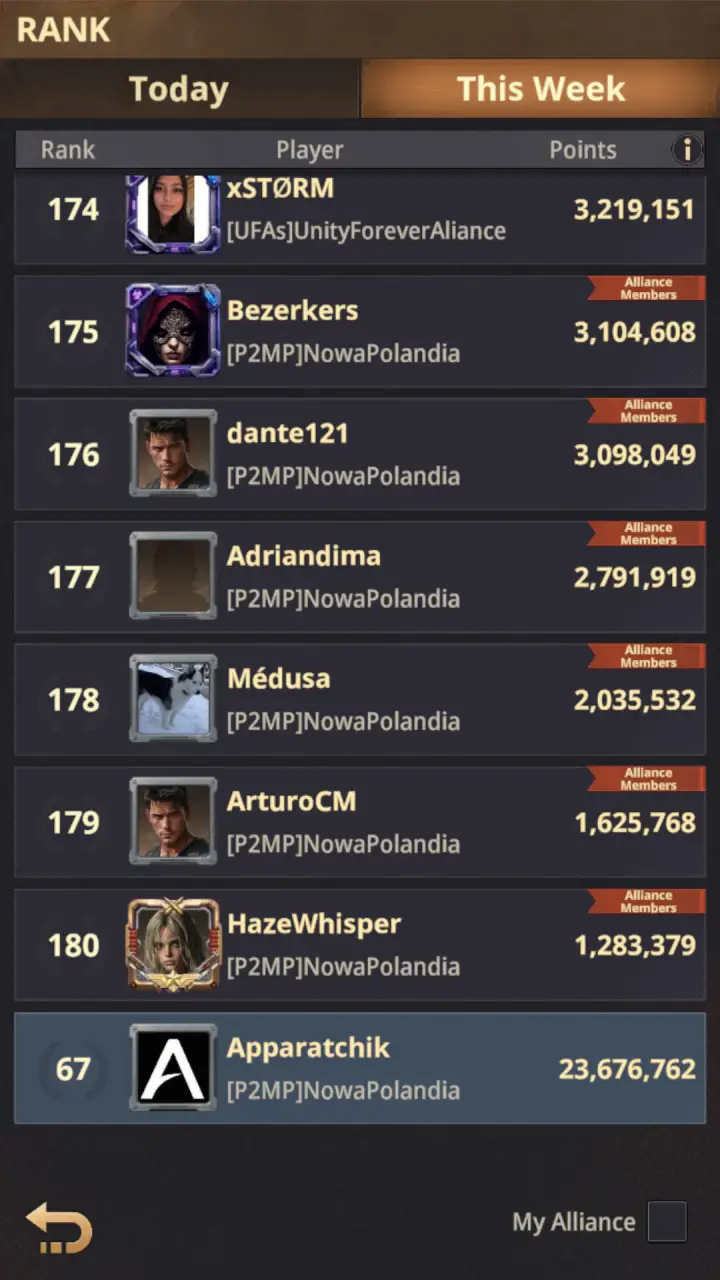 RANK
Today
This Week
Rank
Player
Points
i
174
xSTØRM
[UFAs]UnityForeverAliance
3,219,151
Alliance
Members
175
Bezerkers
[P2MP]NowaPolandia
3,104,608
Alliance
Members
176
dante121
[P2MP]NowaPolandia
3,098,049
Alliance
Members
177
Adriandima
[P2MP]NowaPolandia
2,791,919
Alliance
Members
178
Médusa
[P2MP]NowaPolandia
2,035,532
Alliance
Members
179
ArturoCM
[P2MP]NowaPolandia
1,625,768
Alliance
Members
180
HazeWhisper
[P2MP]NowaPolandia
1,283,379
67
A
Apparatchik
[P2MP]NowaPolandia
23,676,762
My Alliance